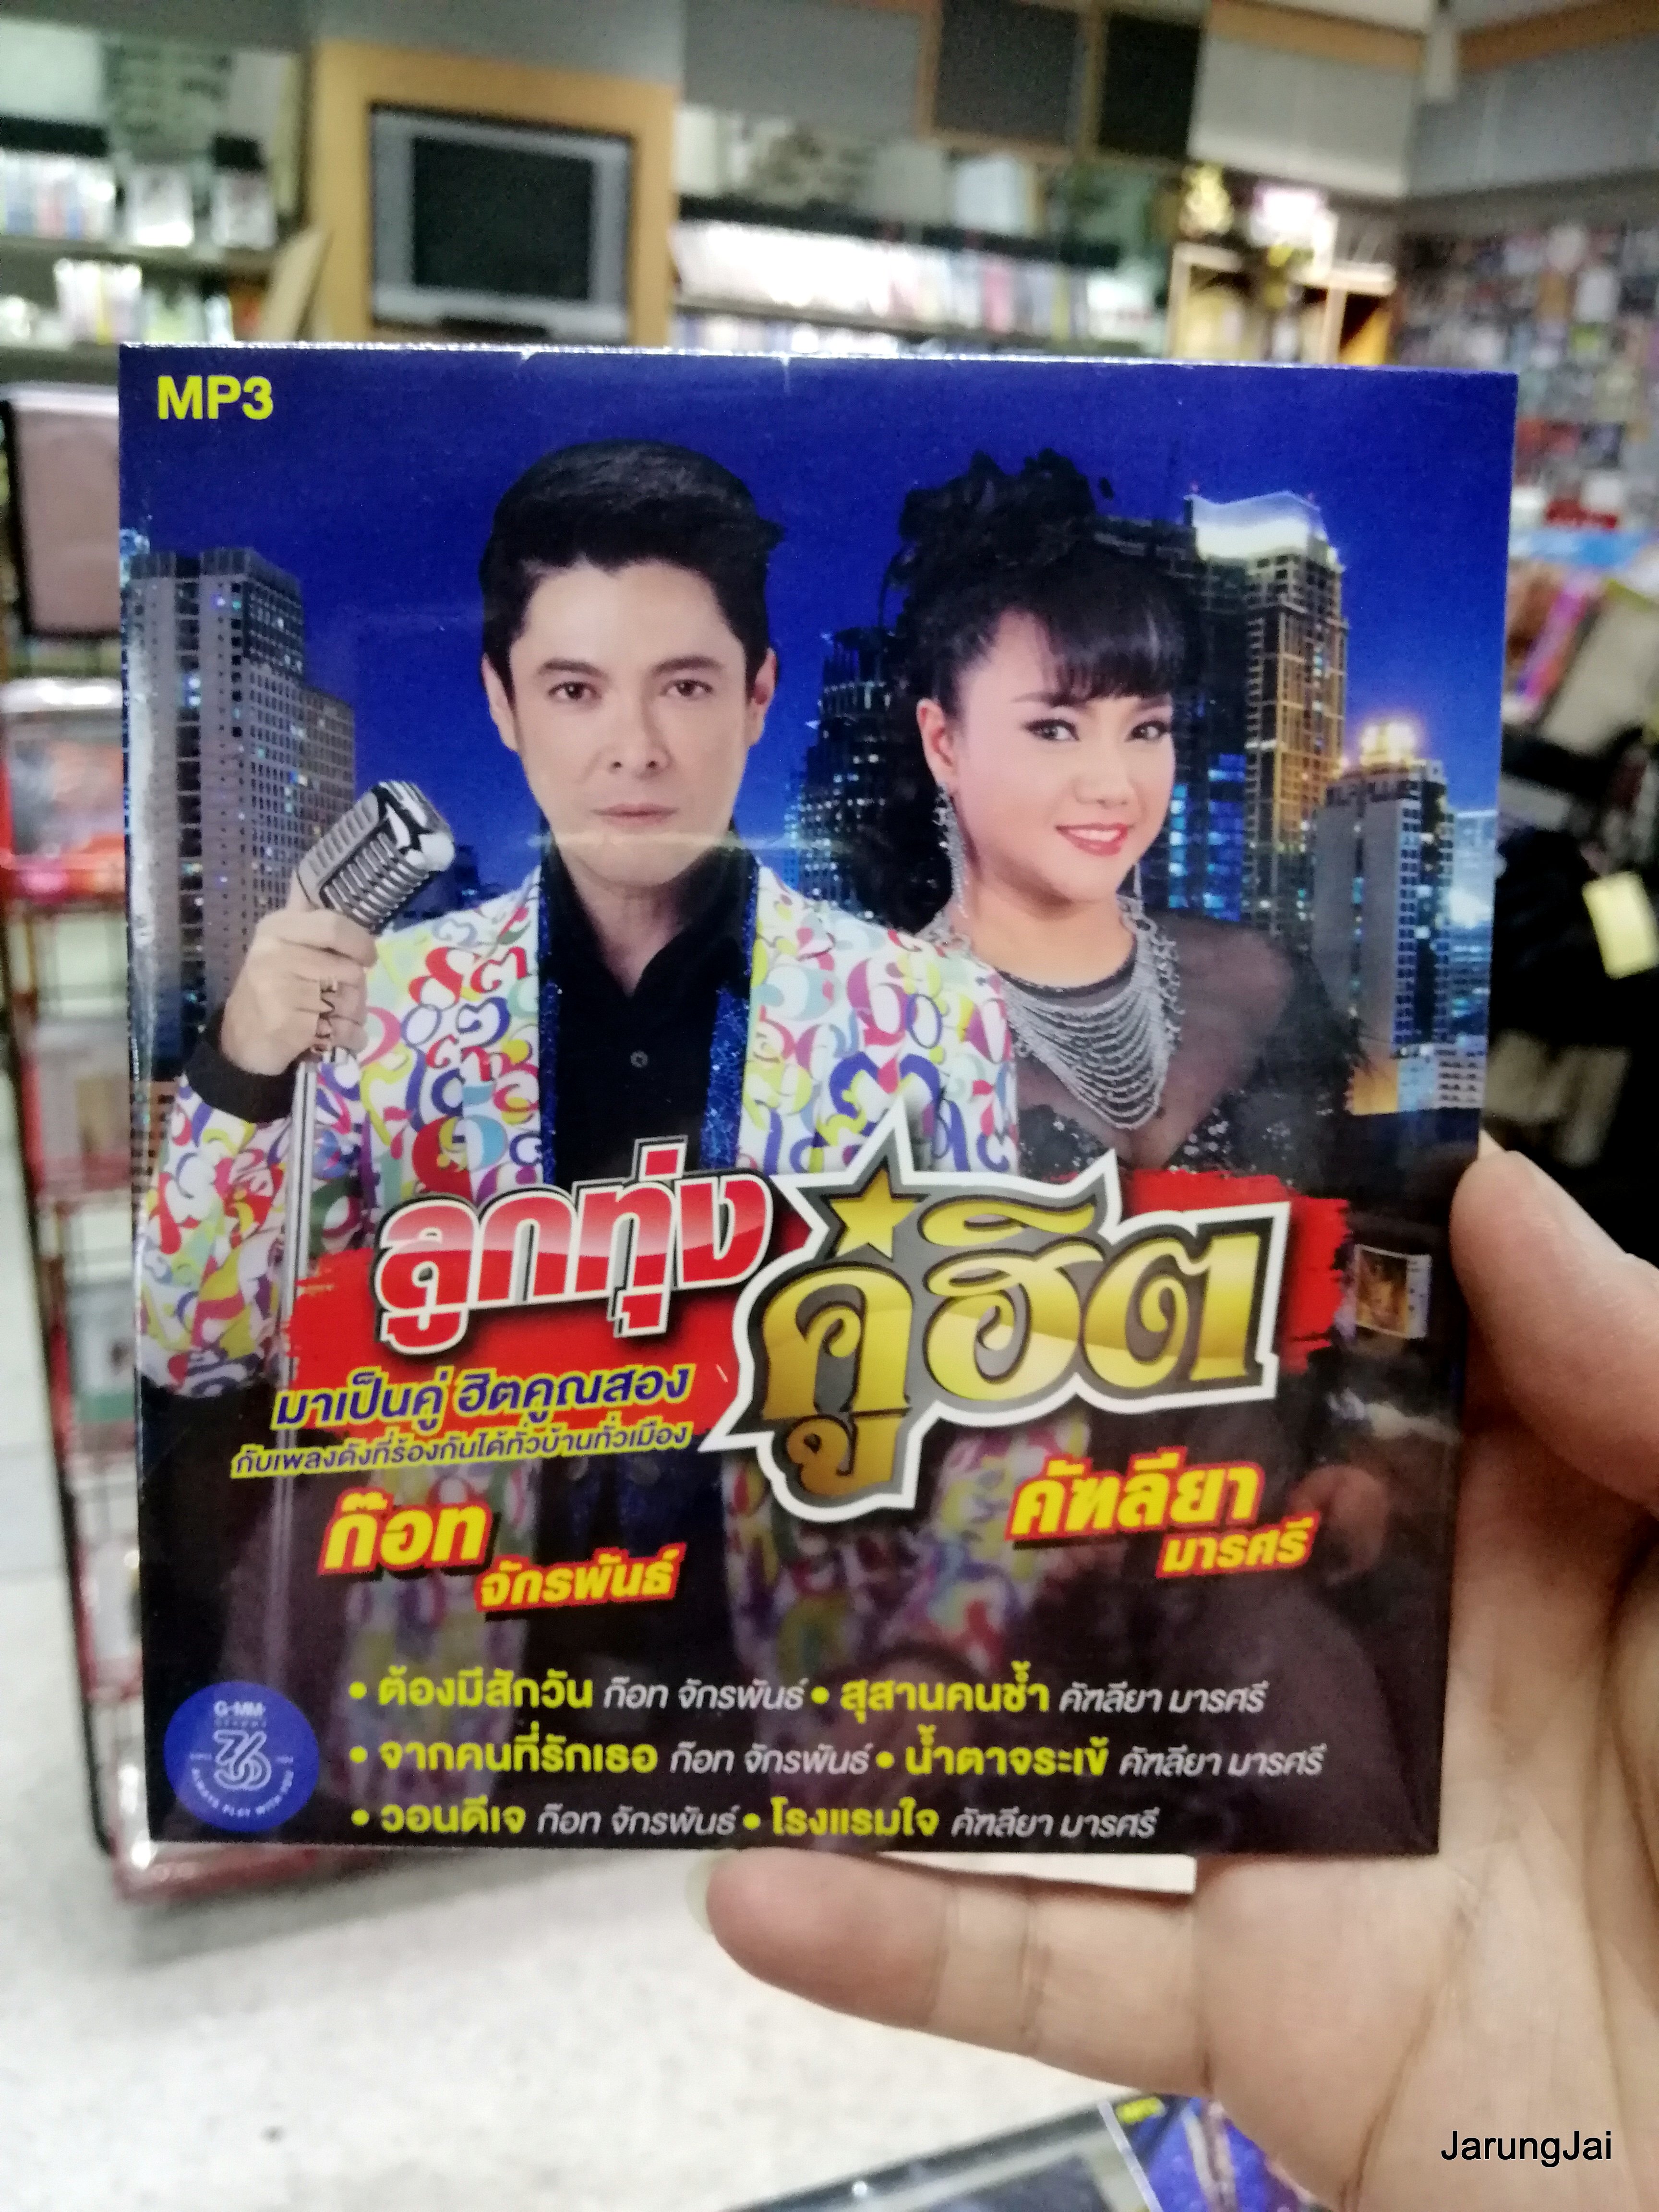 MP3
ลูกทุ่ง
คู่ฮิต
มาเป็นคู่ ฮิตคูณสอง
กับเพลงดังที่ร้องกันได้ทั่วบ้านทั่วเมือง
ก๊อท
จักรพันธ์
คัฑลียา
มารศรี
• ต้องมีสักวัน ก๊อท จักรพันธ์ • สุสานคนช้ำ คัฑลียา มารศรี
• จากคนที่รักเธอ ก๊อท จักรพันธ์ • น้ำตาจระเข้ คัฑลียา มารศรี
• วอนดีเจ ก๊อท จักรพันธ์ • โรงแรมใจ คัฑลียา มารศรี
G-MM-
36
ALWAYS PLAY WITH YOU
JarungJai